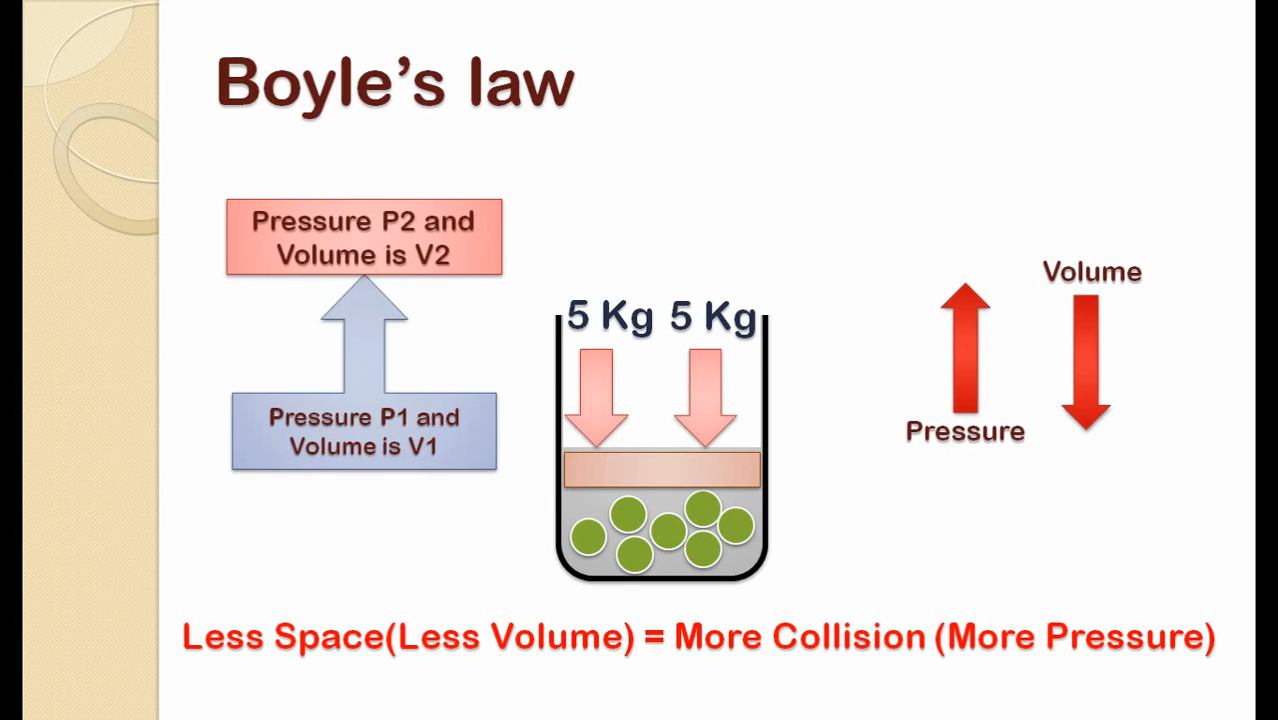 Boyle’s law
Pressure P2 and
Volume is V2
Pressure P1 and
Volume is V1
5 Kg 5 Kg
Volume
Pressure
Less Space(Less Volume) = More Collision (More Pressure)